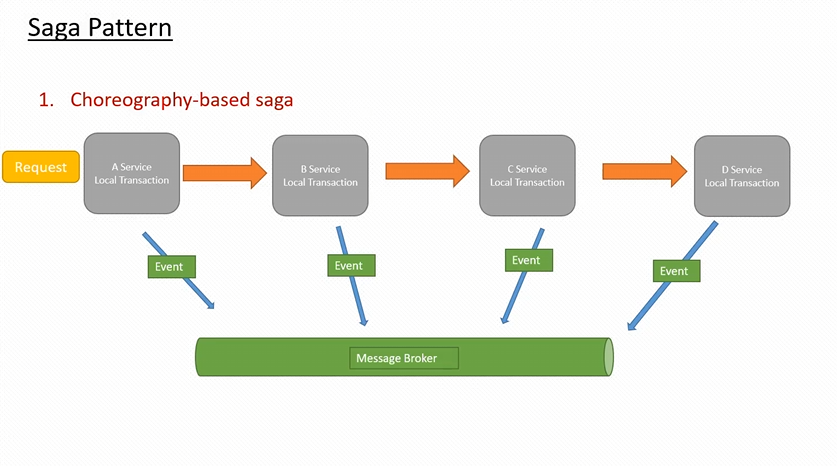 Saga Pattern
1. Choreography-based saga
Request
A Service
Local Transaction
B Service
Local Transaction
C Service
Local Transaction
D Service
Local Transaction
Event
Event
Event
Event
Message Broker